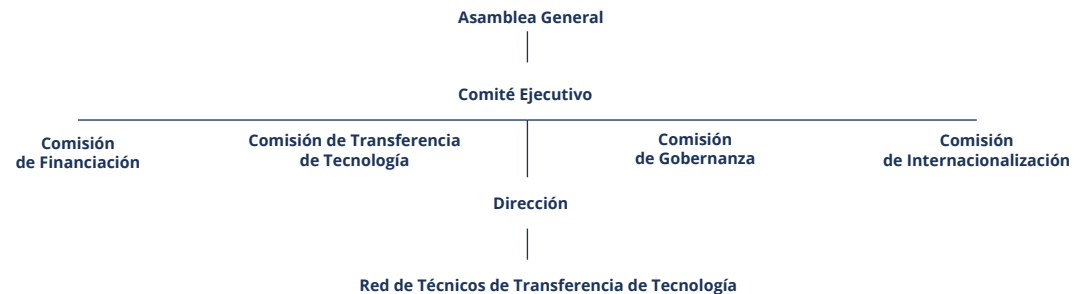 Asamblea General
Comité Ejecutivo
Comisión
de Financiación
Comisión de Transferencia
de Tecnología
Comisión
de Gobernanza
Comisión
de Internacionalización
Dirección
Red de Técnicos de Transferencia de Tecnología